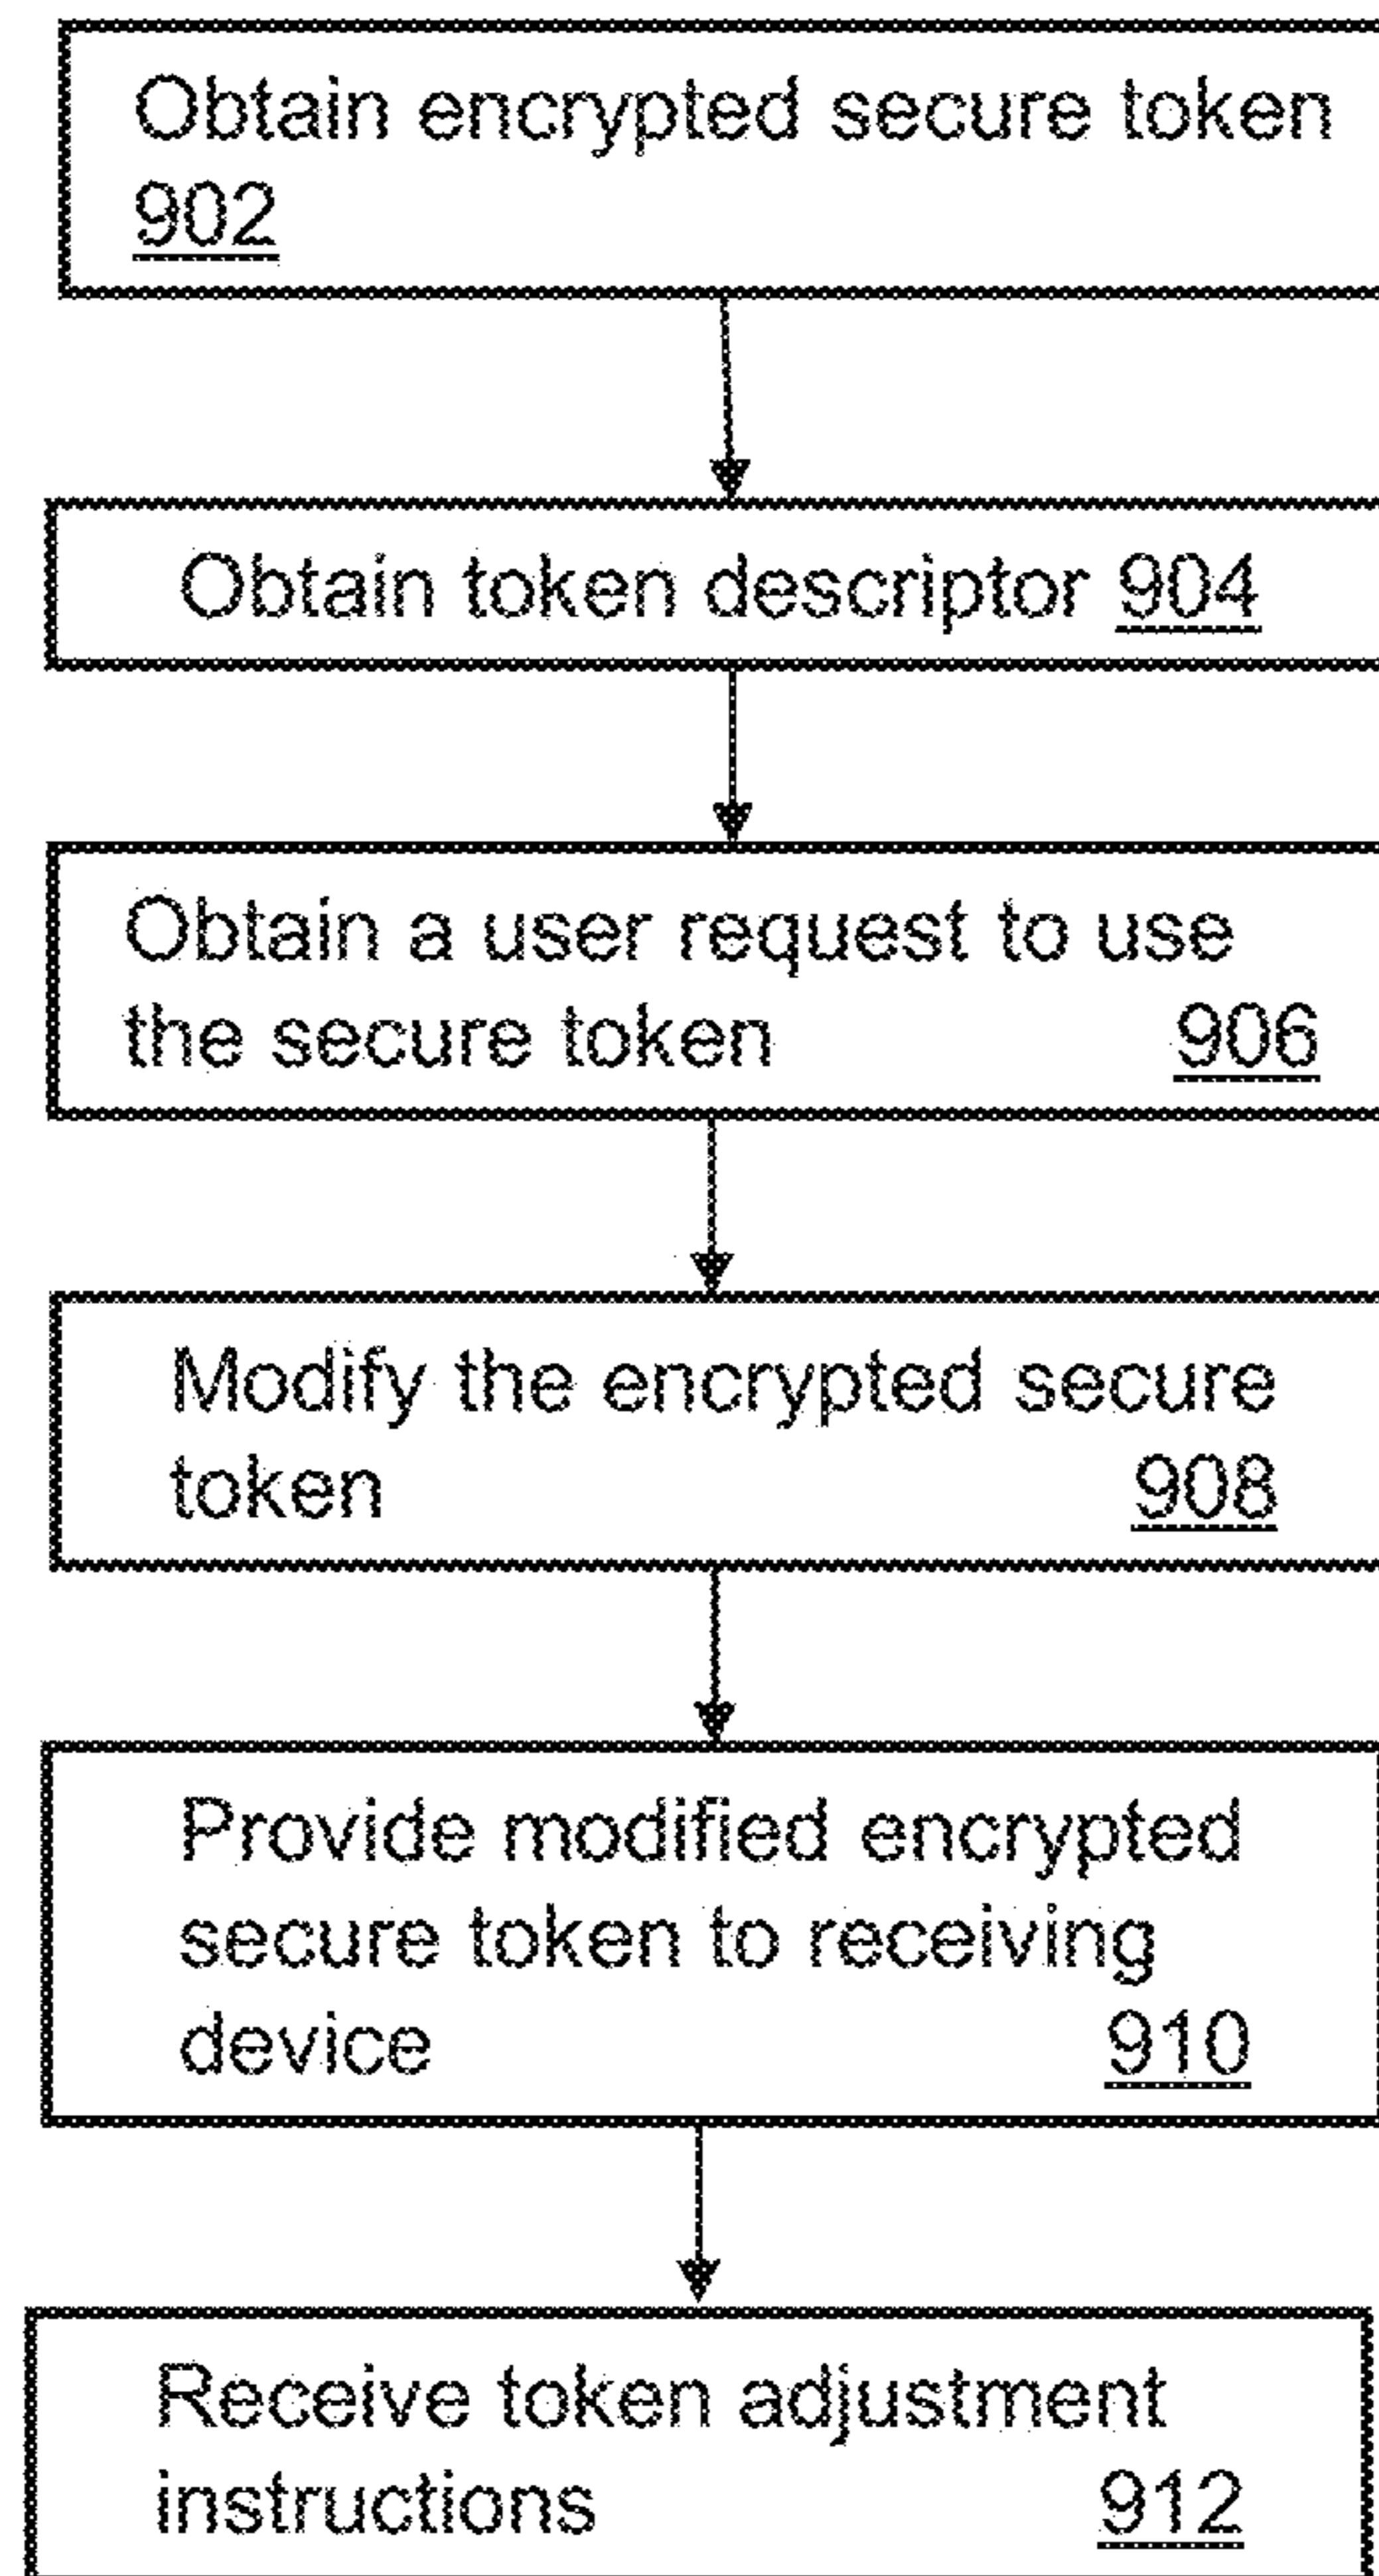 Obtain encrypted secure token
902
Obtain token descriptor 904
Obtain a user request to use
the secure token 906
Modify the encrypted secure
token 908
Provide modified encrypted
secure token to receiving
device 910
Receive token adjustment
instructions 912